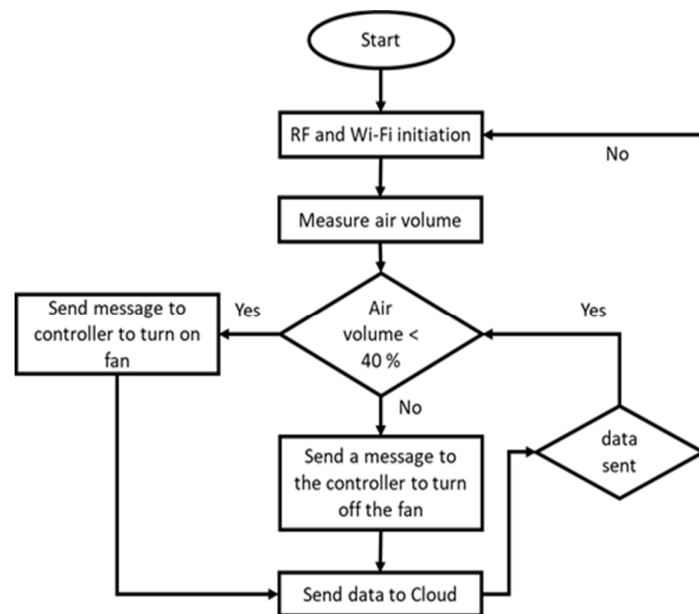 Start
RF and Wi-Fi initiation
No
Measure air volume
Send message to
controller to turn on
fan
Yes
Air
volume <
40 %
Yes
No
data
sent
Send a message to
the controller to turn
off the fan
Send data to Cloud